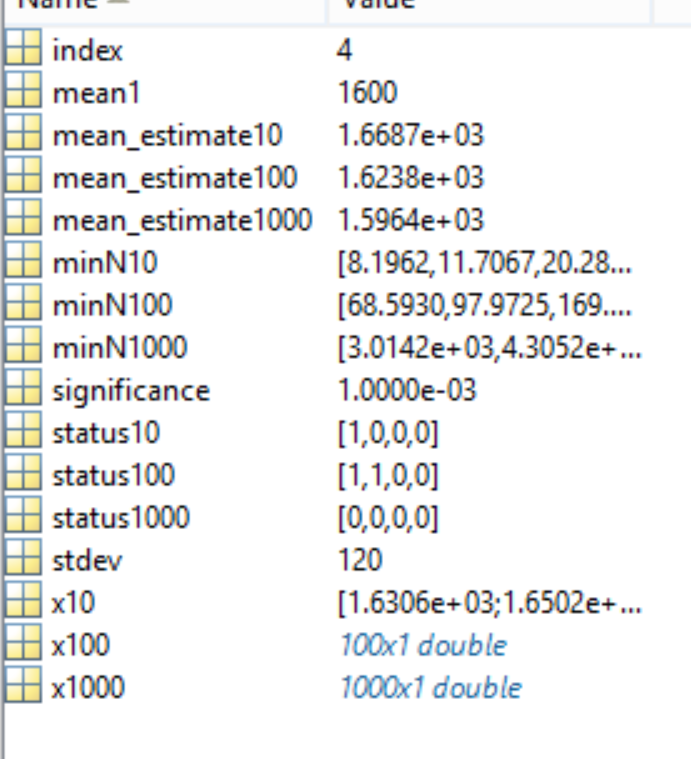 Name Value
index 4
mean1 1600
mean_estimate10 1.6687e+03
mean_estimate100 1.6238e+03
mean_estimate1000 1.5964e+03
minN10 [8.1962,11.7067,20.28...
minN100 [68.5930,97.9725,169....
minN1000 [3.0142e+03,4.3052e+...
significance 1.0000e-03
status10 [1,0,0,0]
status100 [1,1,0,0]
status1000 [0,0,0,0]
stdev 120
x10 [1.6306e+03;1.6502e+...
x100 100x1 double
x1000 1000x1 double